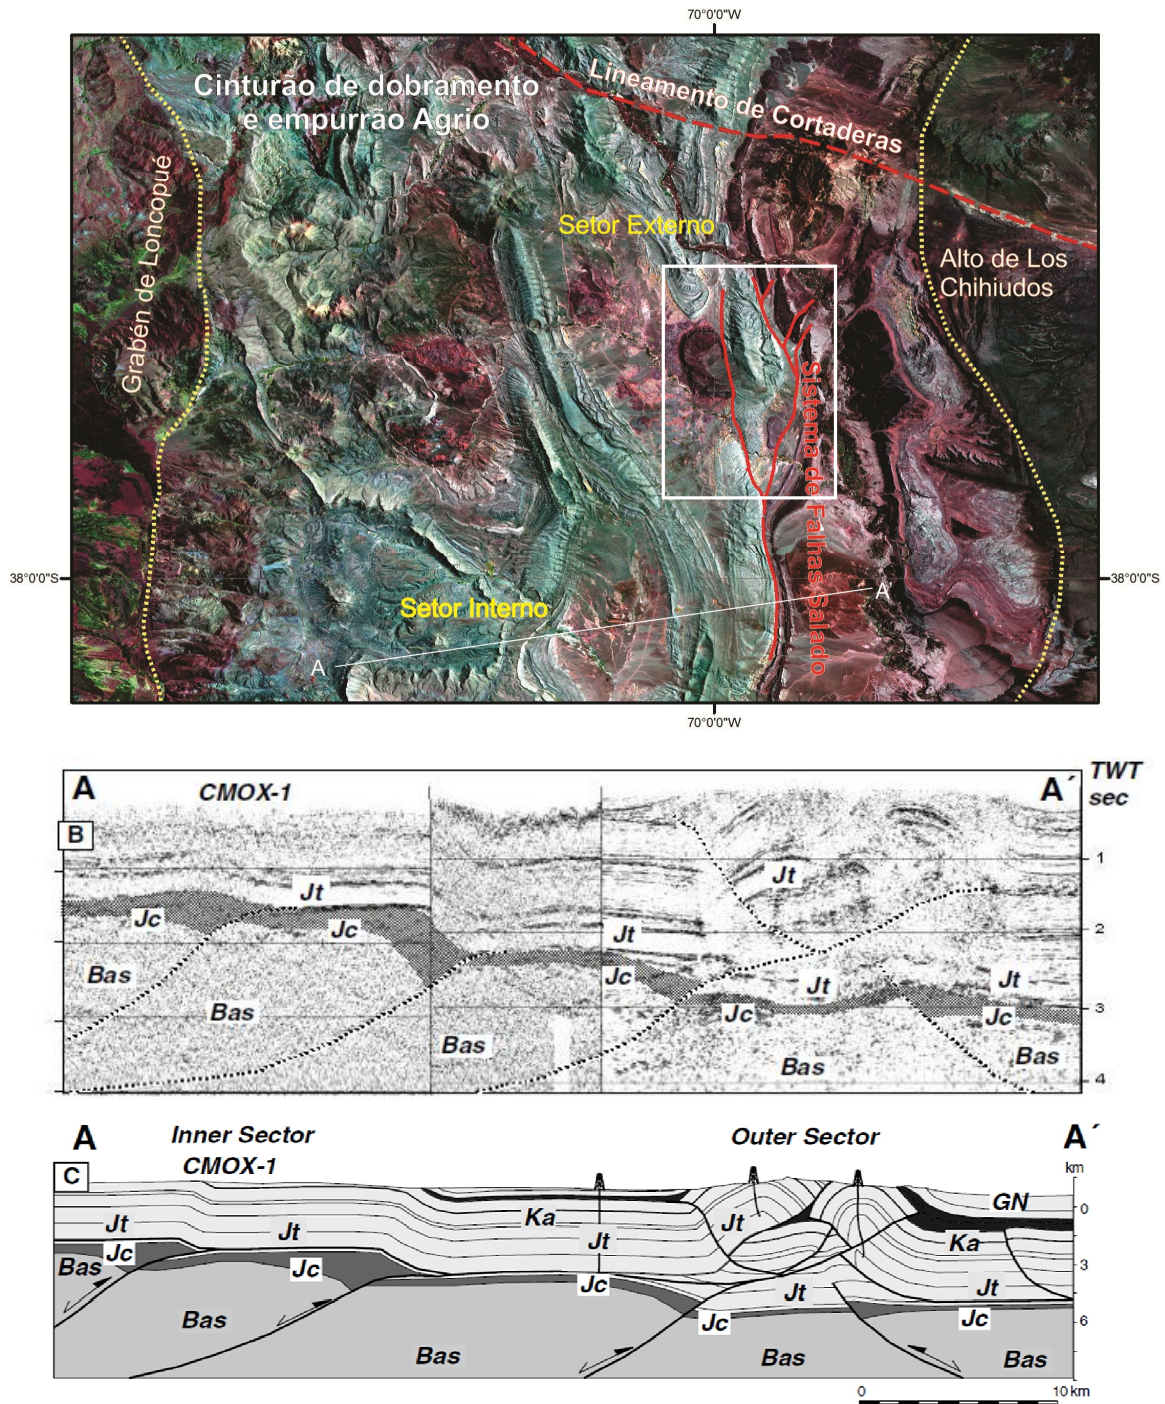 70°0'0"W
Cinturão de dobramento
e empurrão Agrio
Lineamento de Cortaderas
Grabén de Loncopué
Setor Externo
Alto de Los
Chihiudos
Sistema de Falhas Salado
38°0'0"S
38°0'0"S
Setor Interno
A
A'
70°0'0"W
A
CMOX-1
A´
TWT
sec
B
1
Jt
Jt
Jc
Jc
Jt
2
Bas
Jc
Jt
Jt
Bas
Jc
Jc
3
Bas
Bas
Bas
4
A
Inner Sector
Outer Sector
A´
CMOX-1
km
C
GN
0
Jt
Jt
Ka
Jt
Jt
Ka
Bas
Jc
Jc
Jc
Jt
Jt
3
Bas
Jc
Jc
6
Bas
Bas
Bas
0
10 km